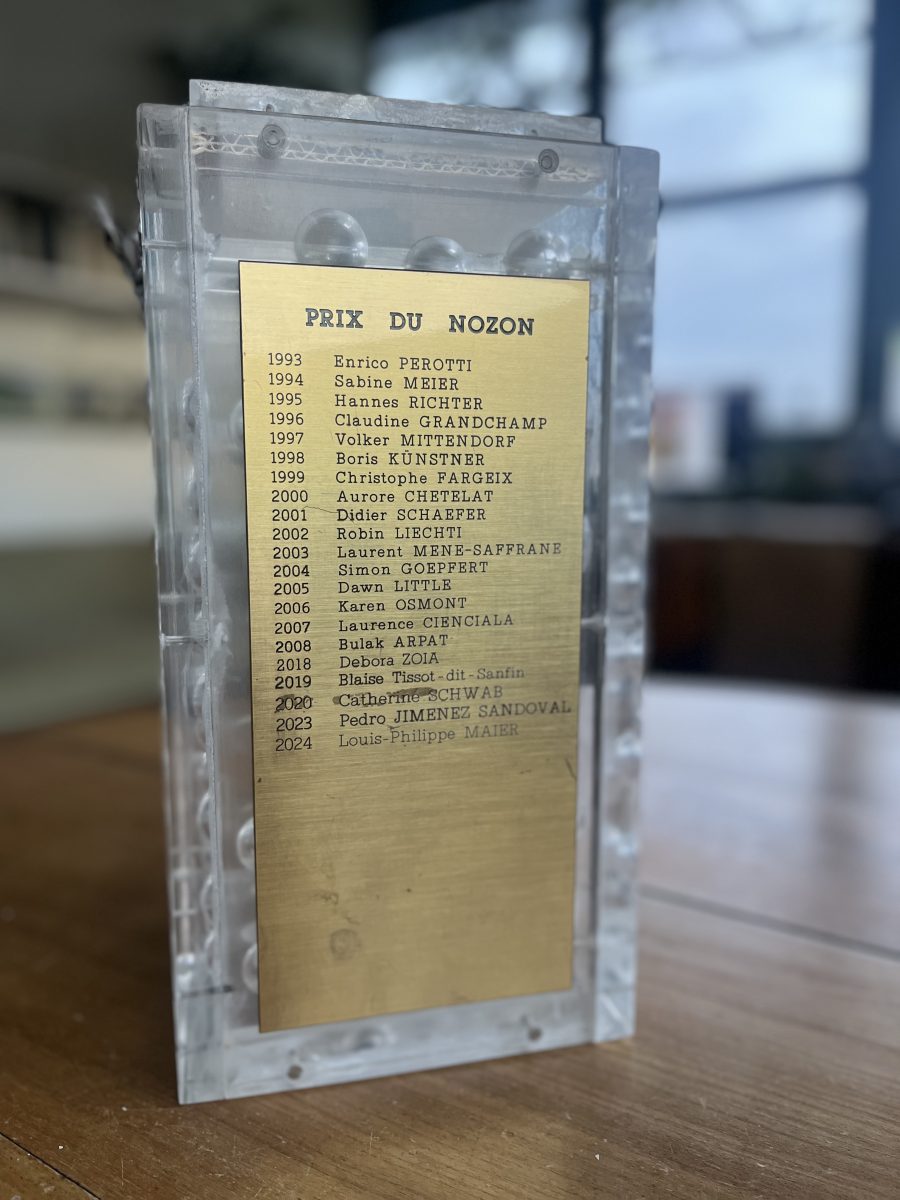 PRIX DU NOZON
1993 Enrico PEROTTI
1994 Sabine MEIER
1995 Hannes RICHTER
1996 Claudine GRANDCHAMP
1997 Volker MITTENDORF
1998 Boris KÜNSTNER
1999 Christophe FARGEIX
2000 Aurore CHETELAT
2001 Didier SCHAEFER
2002 Robin LIECHTI
2003 Laurent MENE-SAFFRANE
2004 Simon GOEPFERT
2005 Dawn LITTLE
2006 Karen OSMONT
2007 Laurence CIENCIALA
2008 Bulak ARPAT
2018 Debora ZOIA
2019 Blaise Tissot-dit-Sanfin
2020 Catherine SCHWAB
2023 Pedro JIMENEZ SANDOVAL
2024 Louis-Philippe MAIER